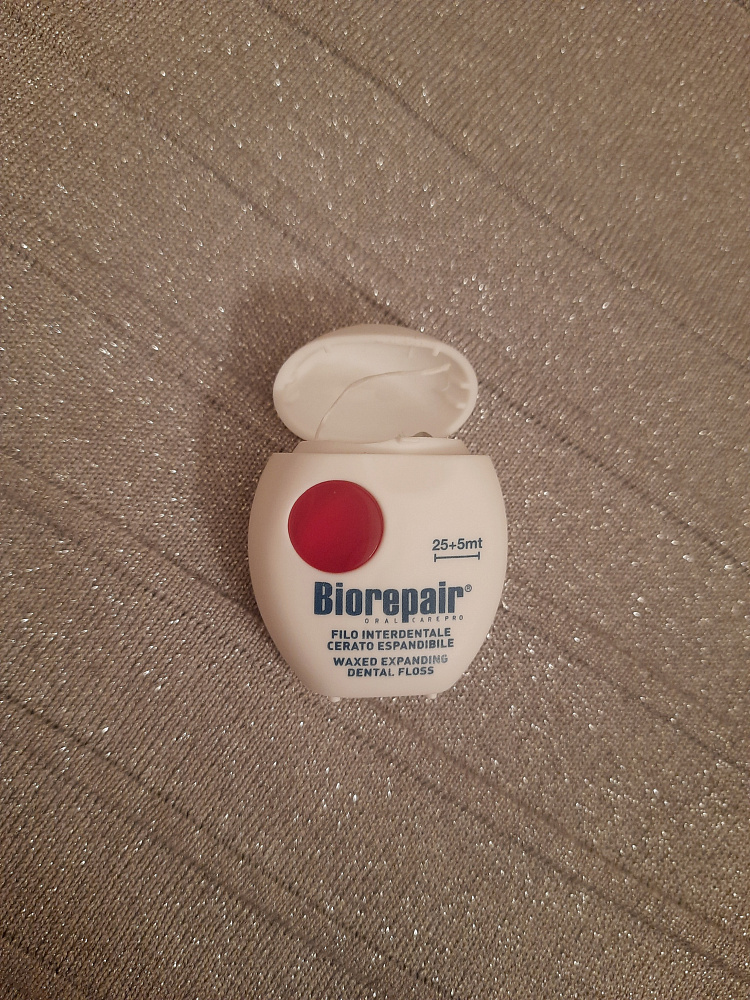 25+5mt
Biorepair®
ORAL CARE PRO
FILO INTERDENTALE
CERATO ESPANDIBILE
WAXED EXPANDING
DENTAL FLOSS